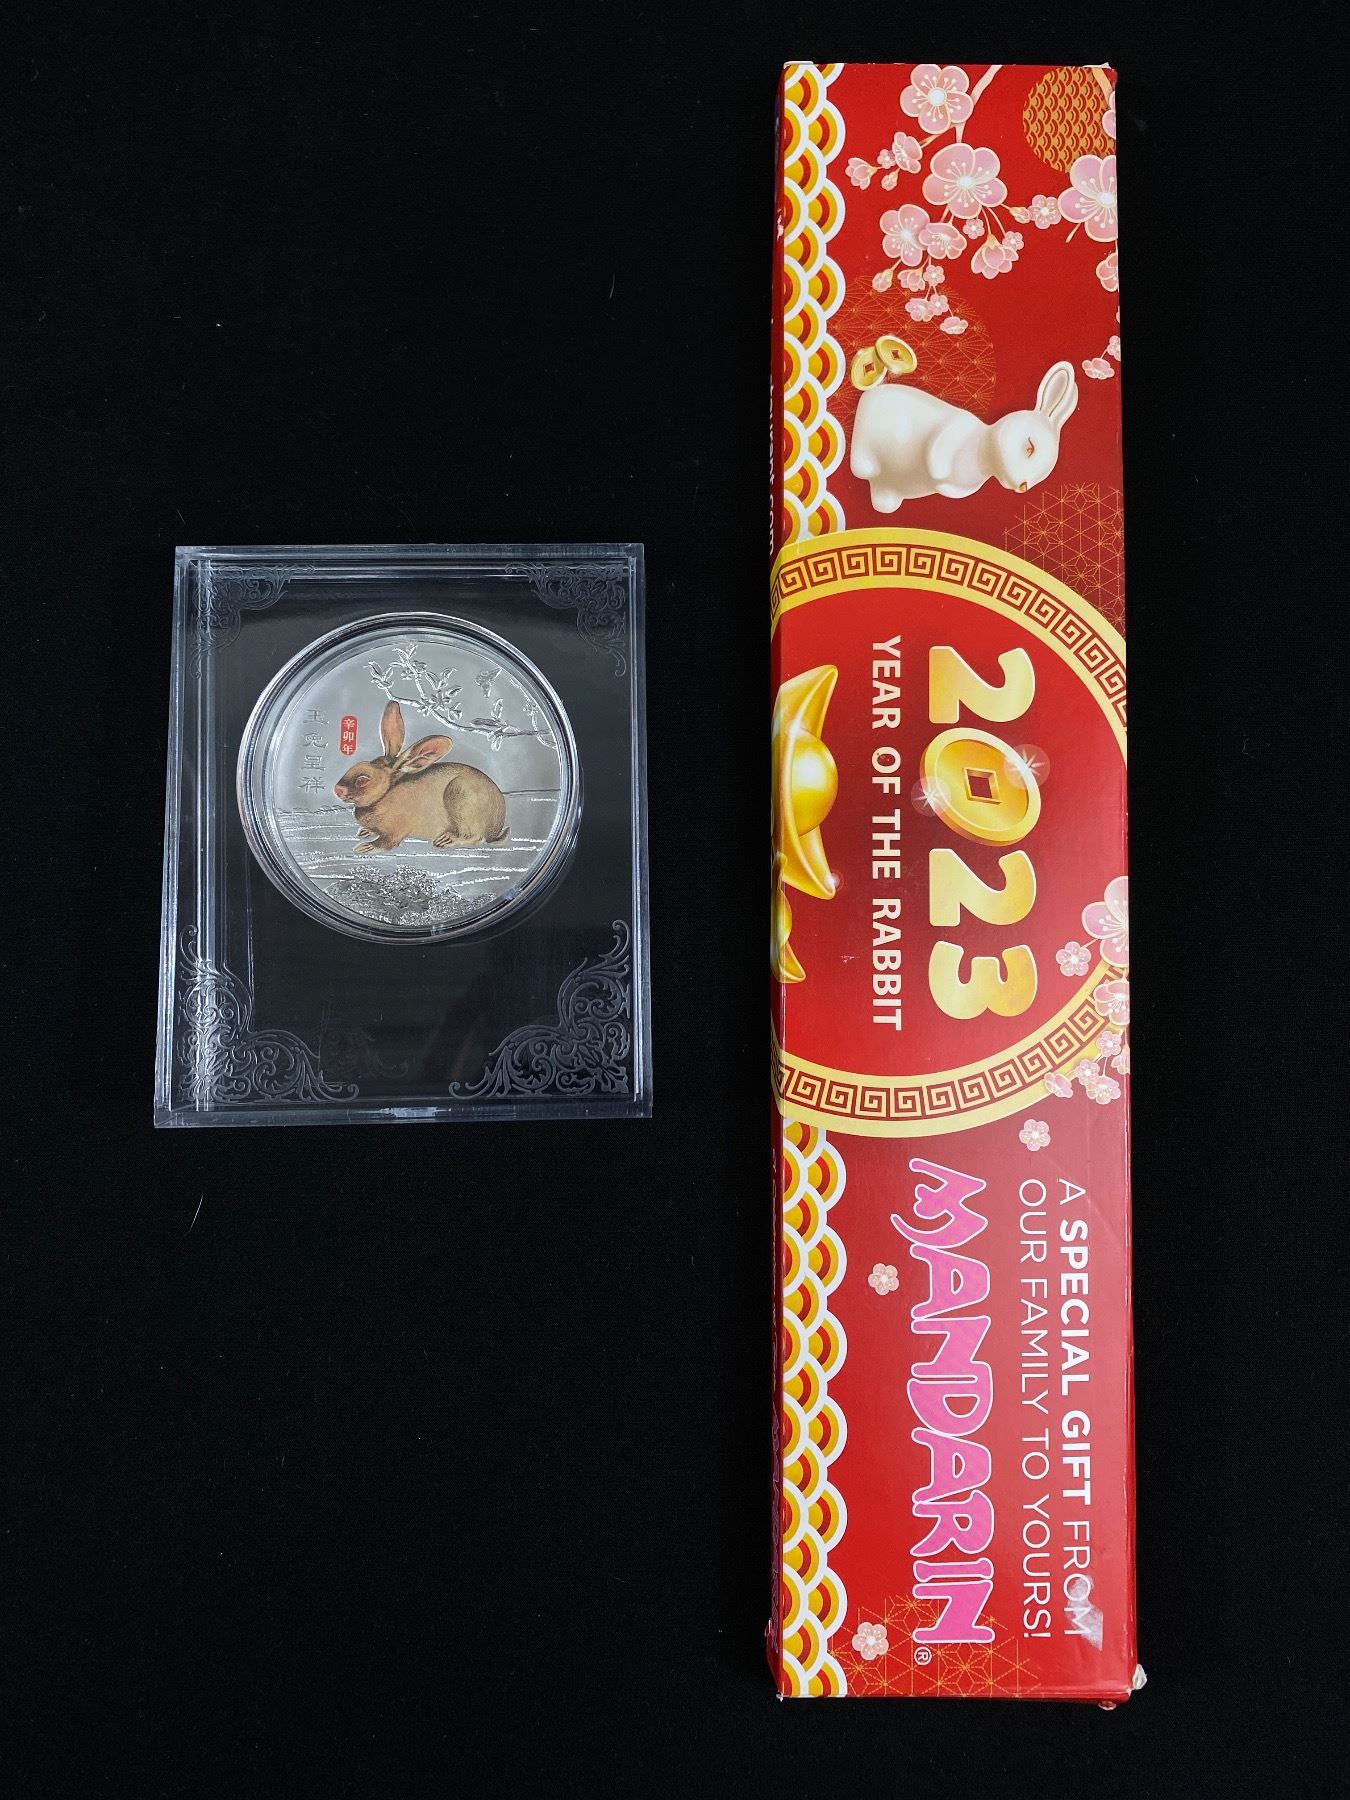 玉兔呈祥
辛卯年
2023
YEAR OF THE RABBIT
A SPECIAL GIFT FROM
OUR FAMILY TO YOURS!
MANDARIN®